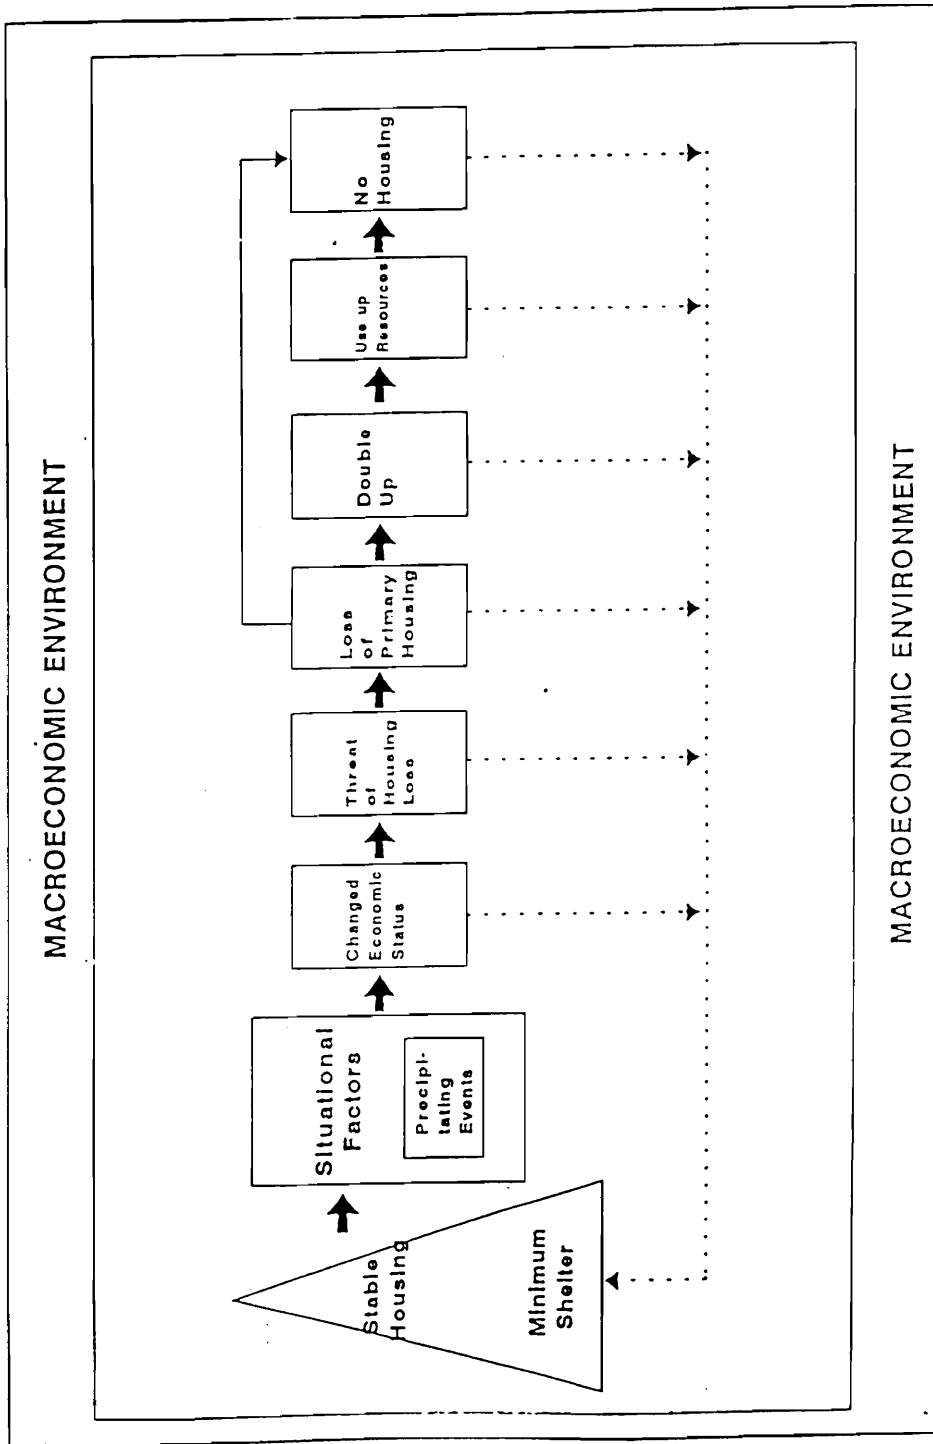 MACROECONOMIC ENVIRONMENT
Stable
Housing
Minimum
Shelter
Situational
Factors
Precipi-
tating
Events
Changed
Economic
Status
Threat
of
Housing
Loss
Loss
of
Primary
Housing
Double
Up
Use up
Resources
No
Housing
MACROECONOMIC ENVIRONMENT